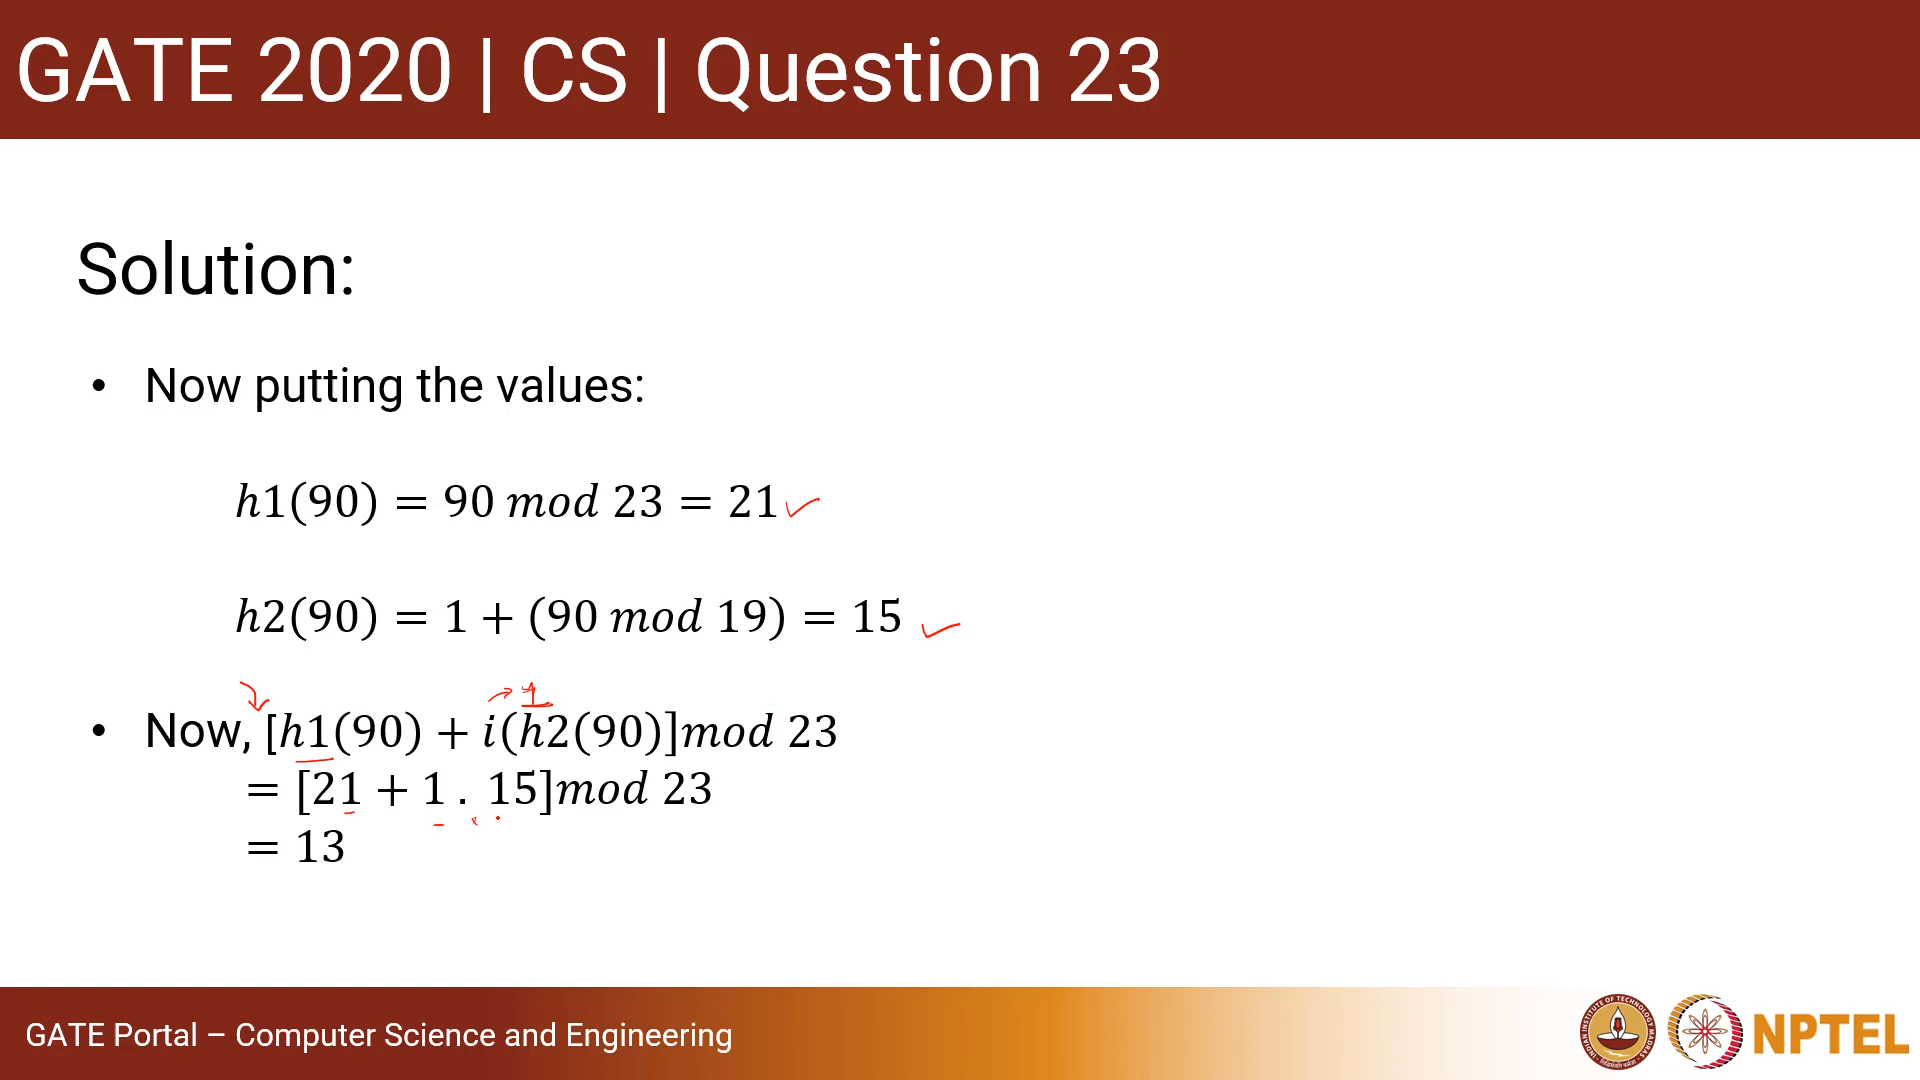 GATE 2020 | CS | Question 23
Solution:
• Now putting the values:
h1(90) = 90 mod 23 = 21
h2(90) = 1 + (90 mod 19) = 15
1
• Now, [h1(90) + i(h2(90)]mod 23
= [21 + 1 . 15]mod 23
= 13
GATE Portal – Computer Science and Engineering
NPTEL